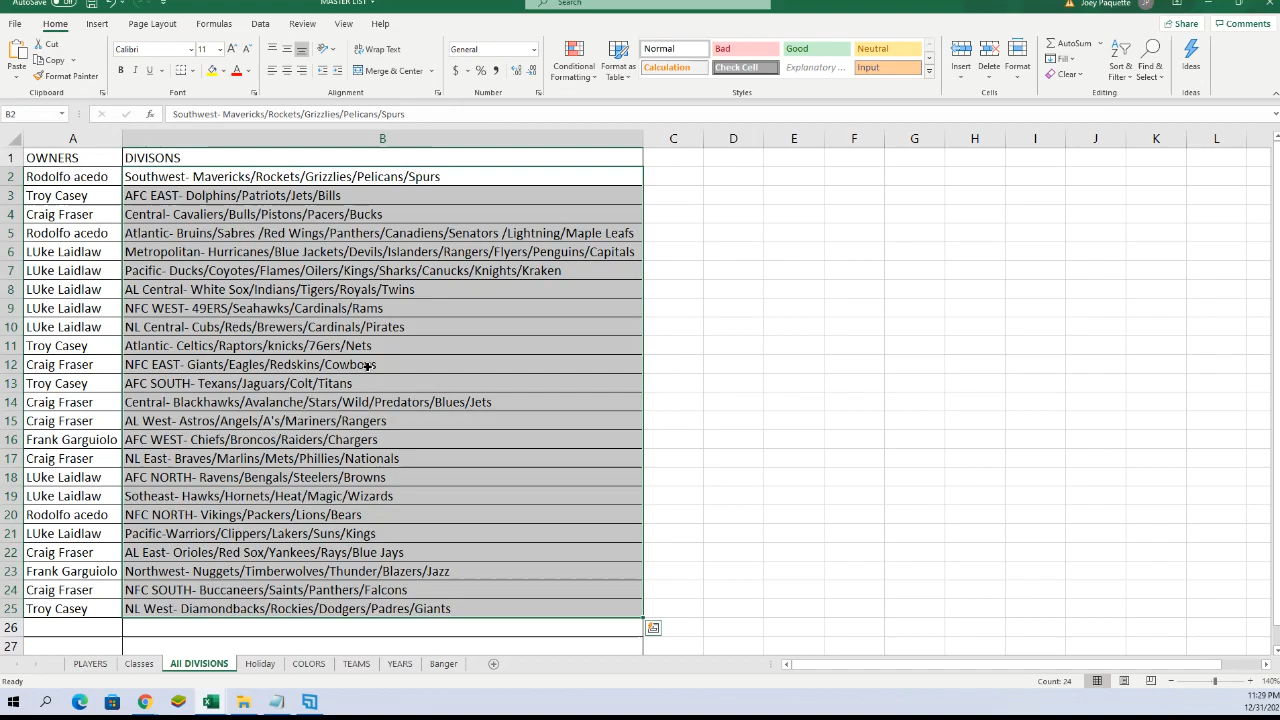 AutoSave Off MASTER LIST Search Joey Paquette JP
File Home Insert Page Layout Formulas Data Review View Help Share Comments
Paste Cut Copy Format Painter Calibri 11 Wrap Text General Conditional Formatting Format as Table Normal Bad Good Neutral Insert Delete Format AutoSum Sort & Filter Find & Select Ideas
B I U Merge & Center $ % Calculation Check Cell Explanatory ... Input Fill Clear
Clipboard Font Alignment Number Styles Cells Editing Ideas
B2 fx Southwest- Mavericks/Rockets/Grizzlies/Pelicans/Spurs
A B C D E F G H I J K L
1 OWNERS DIVISONS
2 Rodolfo acedo Southwest- Mavericks/Rockets/Grizzlies/Pelicans/Spurs
3 Troy Casey AFC EAST- Dolphins/Patriots/Jets/Bills
4 Craig Fraser Central- Cavaliers/Bulls/Pistons/Pacers/Bucks
5 Rodolfo acedo Atlantic- Bruins/Sabres /Red Wings/Panthers/Canadiens/Senators /Lightning/Maple Leafs
6 LUke Laidlaw Metropolitan- Hurricanes/Blue Jackets/Devils/Islanders/Rangers/Flyers/Penguins/Capitals
7 LUke Laidlaw Pacific- Ducks/Coyotes/Flames/Oilers/Kings/Sharks/Canucks/Knights/Kraken
8 LUke Laidlaw AL Central- White Sox/Indians/Tigers/Royals/Twins
9 LUke Laidlaw NFC WEST- 49ERS/Seahawks/Cardinals/Rams
10 LUke Laidlaw NL Central- Cubs/Reds/Brewers/Cardinals/Pirates
11 Troy Casey Atlantic- Celtics/Raptors/knicks/76ers/Nets
12 Craig Fraser NFC EAST- Giants/Eagles/Redskins/Cowboys
13 Troy Casey AFC SOUTH- Texans/Jaguars/Colt/Titans
14 Craig Fraser Central- Blackhawks/Avalanche/Stars/Wild/Predators/Blues/Jets
15 Craig Fraser AL West- Astros/Angels/A's/Mariners/Rangers
16 Frank Garguiolo AFC WEST- Chiefs/Broncos/Raiders/Chargers
17 Craig Fraser NL East- Braves/Marlins/Mets/Phillies/Nationals
18 LUke Laidlaw AFC NORTH- Ravens/Bengals/Steelers/Browns
19 LUke Laidlaw Sotheast- Hawks/Hornets/Heat/Magic/Wizards
20 Rodolfo acedo NFC NORTH- Vikings/Packers/Lions/Bears
21 LUke Laidlaw Pacific-Warriors/Clippers/Lakers/Suns/Kings
22 Craig Fraser AL East- Orioles/Red Sox/Yankees/Rays/Blue Jays
23 Frank Garguiolo Northwest- Nuggets/Timberwolves/Thunder/Blazers/Jazz
24 Craig Fraser NFC SOUTH- Buccaneers/Saints/Panthers/Falcons
25 Troy Casey NL West- Diamondbacks/Rockies/Dodgers/Padres/Giants
26
27
PLAYERS Classes All DIVISIONS Holiday COLORS TEAMS YEARS Banger
Ready Count: 24 140%
11:29 PM
12/31/202